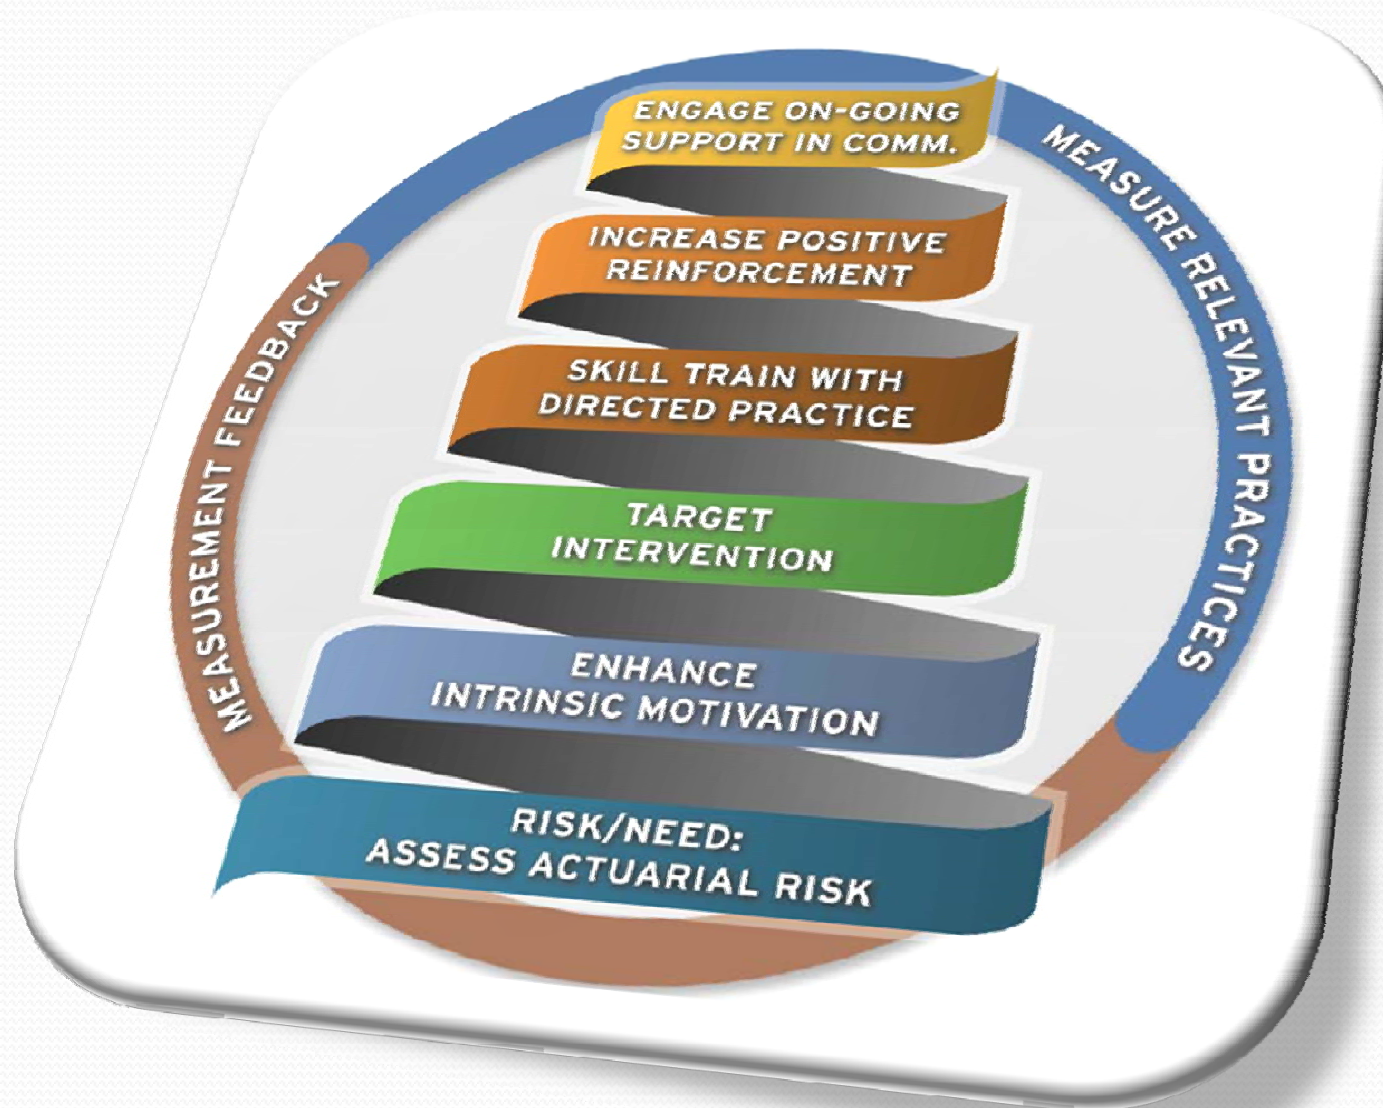 ENGAGE ON-GOING
SUPPORT IN COMM.
INCREASE POSITIVE
REINFORCEMENT
SKILL TRAIN WITH
DIRECTED PRACTICE
TARGET
INTERVENTION
ENHANCE
INTRINSIC MOTIVATION
RISK/NEED:
ASSESS ACTUARIAL RISK
MEASURE RELEVANT PRACTICES
MEASUREMENT FEEDBACK